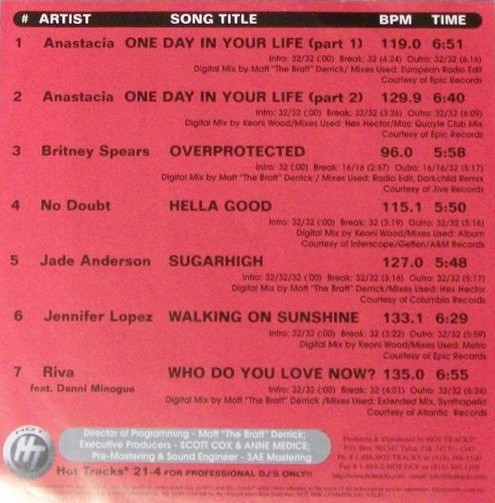 # ARTIST SONG TITLE BPM TIME
1 Anastacia ONE DAY IN YOUR LIFE (part 1) 119.0 6:51
Intro: 32/32 (:00) Break: 32 (4:24) Outro: 32/32 (6:16)
Digital Mix by Matt "The Bratt" Derrick/ Mixes Used: European Radio Edit
Courtesy of Epic Records
2 Anastacia ONE DAY IN YOUR LIFE (part 2) 129.9 6:40
Intro: 32/32 (:00) Break: 32/32 (3:26) Outro: 32/32 (6:09)
Digital Mix by Keoni Wood/Mixes Used: Hex Hector/Mac Quayle Club Mix
Courtesy of Epic Records
3 Britney Spears OVERPROTECTED 96.0 5:58
Intro: 32 (:00) Break: 16/16 (2:57) Outro: 16/16/32 (5:17)
Digital Mix by Matt "The Bratt" Derrick / Mixes Used: Radio Edit, Darkchild Remix
Courtesy of Jive Records
4 No Doubt HELLA GOOD 115.1 5:50
Intro: 32/32 (:00) Break: 32 (3:19) Outro: 32/32 (5:16)
Digital Mix by Keoni Wood/Mixes Used: Album
Courtesy of Interscope/Geffen/A&M Records
5 Jade Anderson SUGARHIGH 127.0 5:48
Intro: 32/32/32 (:00) Break: 32/32 (3:16) Outro: 32/32 (5:17)
Digital Mix by Matt "The Bratt" Derrick/Mixes Used: Hex Hector
Courtesy of Columbia Records
6 Jennifer Lopez WALKING ON SUNSHINE 133.1 6:29
Intro: 32/32/32 (:00) Break: 32 (3:22) Outro: 32/32 (5:59)
Digital Mix by Keoni Wood/Mixes Used: Metro
Courtesy of Epic Records
7 Riva WHO DO YOU LOVE NOW? 135.0 6:55
feat. Danni Minogue Intro: 32/32/32 (:00) Break: 32 (4:01) Outro: 32/32 (6:24)
Digital Mix by Matt "The Bratt" Derrick /Mixes Used: Extended Mix, Synthapella
Courtesy of Atlantic Records
Director of Programming - Matt "The Bratt" Derrick;
Executive Producers - SCOTT COX & ANNE MEDICE;
Pre-Mastering & Sound Engineer - SAE Mastering
HOT
HT
Produced & Distributed by HOT TRACKS
Hot Tracks 21-4 FOR PROFESSIONAL DJ'S ONLY!!